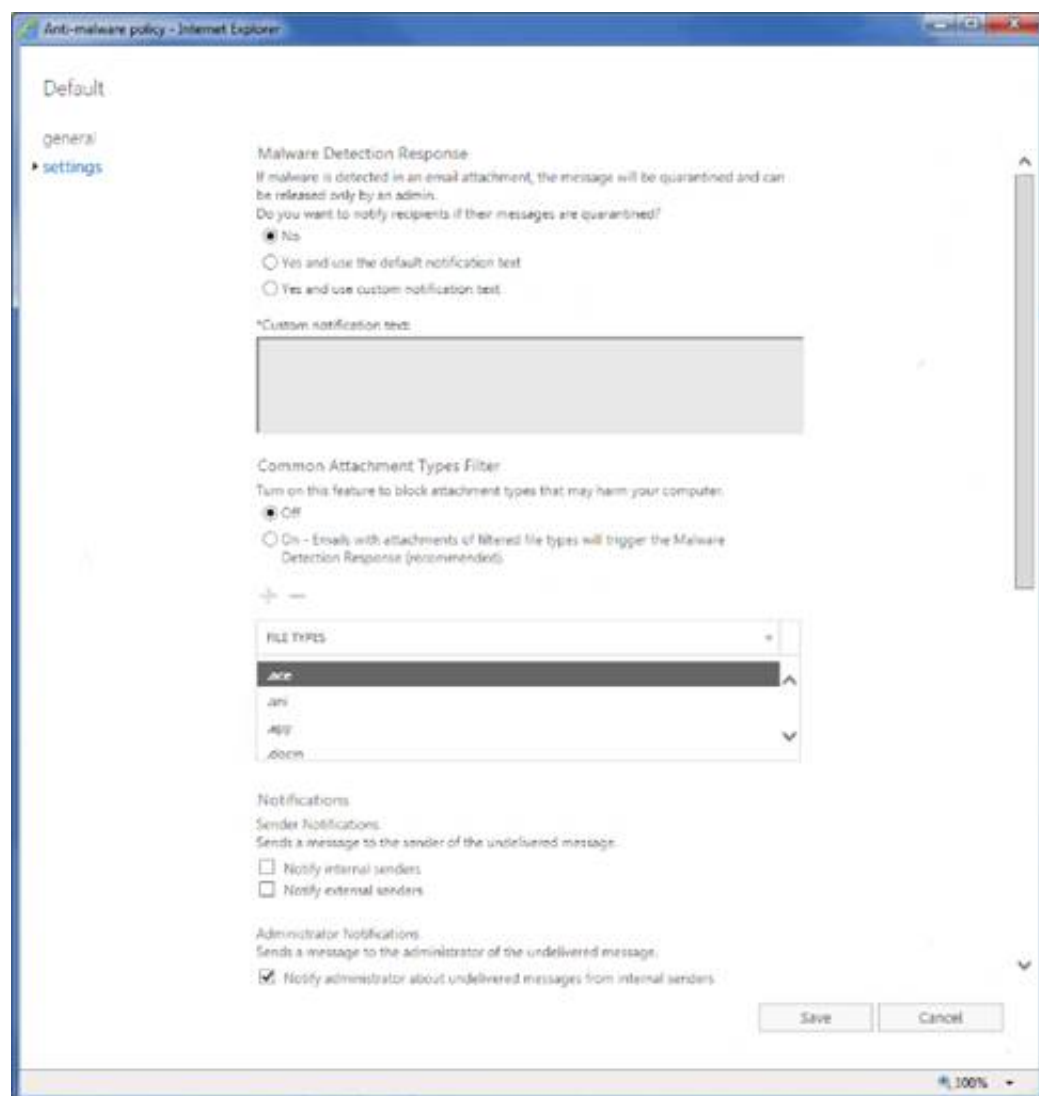 Anti-malware policy - Internet Explorer
Default
general
settings
Malware Detection Response
If malware is detected in an email attachment, the message will be quarantined and can
be released only by an admin.
Do you want to notify recipients if their messages are quarantined?
No
Yes and use the default notification text
Yes and use custom notification text
*Custom notification text:
Common Attachment Types Filter
Turn on this feature to block attachment types that may harm your computer.
Off
On - Emails with attachments of filtered file types will trigger the Malware
Detection Response (recommended).
FILE TYPES
.ace
.ani
.app
.docm
Notifications
Sender Notifications
Sends a message to the sender of the undelivered message.
Notify internal senders
Notify external senders
Administrator Notifications
Sends a message to the administrator of the undelivered message.
Notify administrator about undelivered messages from internal senders
Save
Cancel
100%